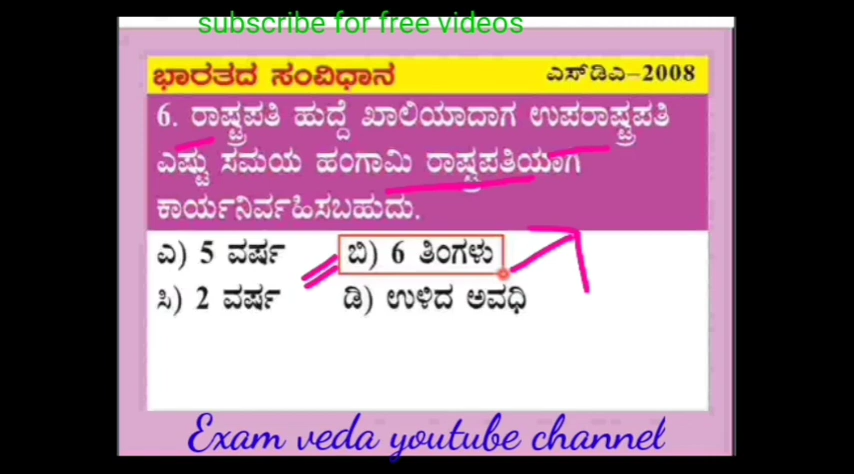 subscribe for free videos
ಭಾರತದ ಸಂವಿಧಾನ ಎಸ್‌ಡಿಎ-2008
6. ರಾಷ್ಟ್ರಪತಿ ಹುದ್ದೆ ಖಾಲಿಯಾದಾಗ ಉಪರಾಷ್ಟ್ರಪತಿ
ಎಷ್ಟು ಸಮಯ ಹಂಗಾಮಿ ರಾಷ್ಟ್ರಪತಿಯಾಗಿ
ಕಾರ್ಯನಿರ್ವಹಿಸಬಹುದು.
ಎ) 5 ವರ್ಷ ಬಿ) 6 ತಿಂಗಳು
ಸಿ) 2 ವರ್ಷ ಡಿ) ಉಳಿದ ಅವಧಿ
Exam veda youtube channel